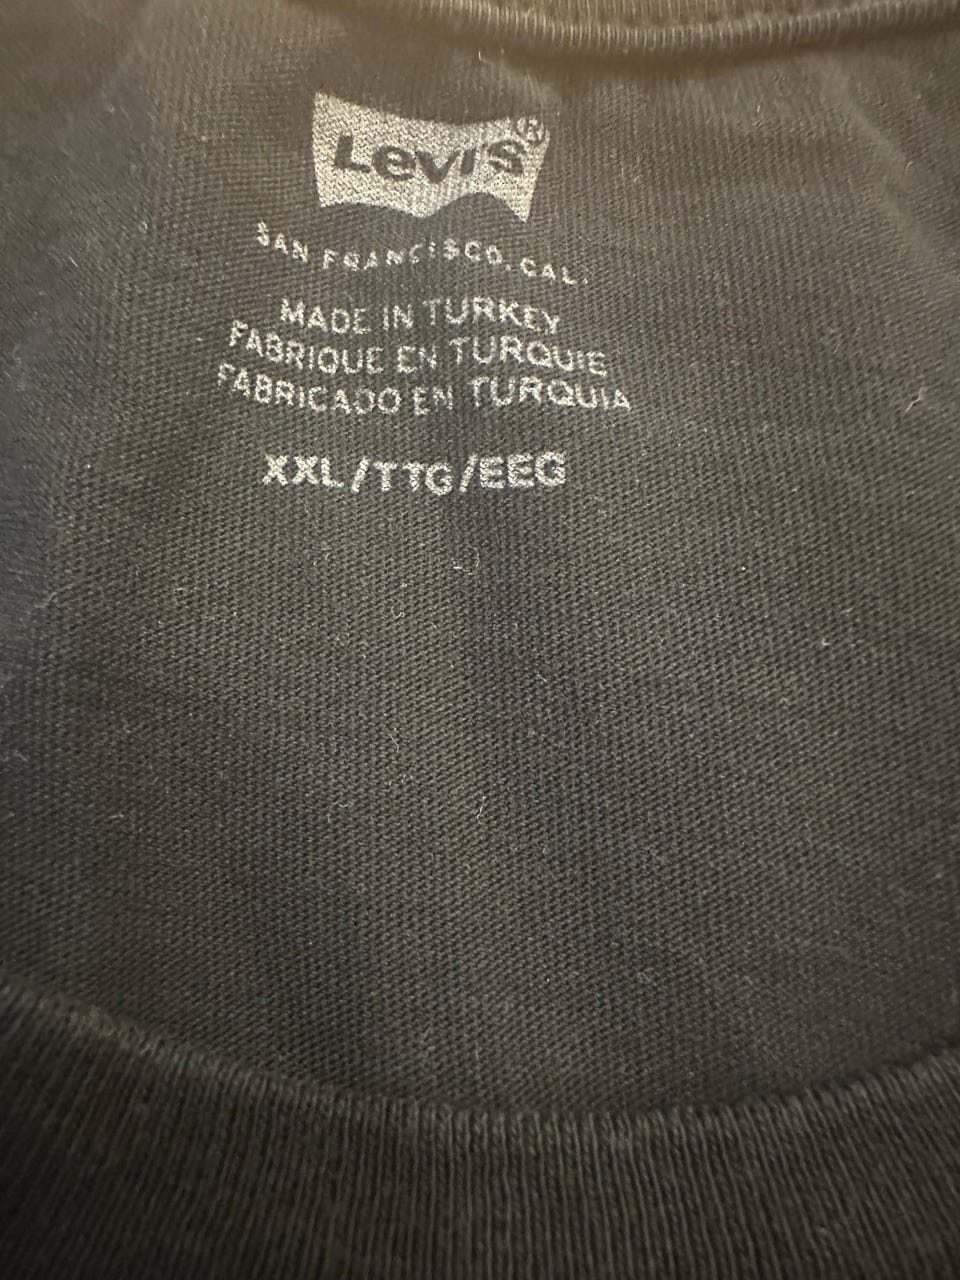 Levi's®
SAN FRANCISCO, CAL.
MADE IN TURKEY
FABRIQUE EN TURQUIE
FABRICADO EN TURQUIA
XXL/TTG/EEG